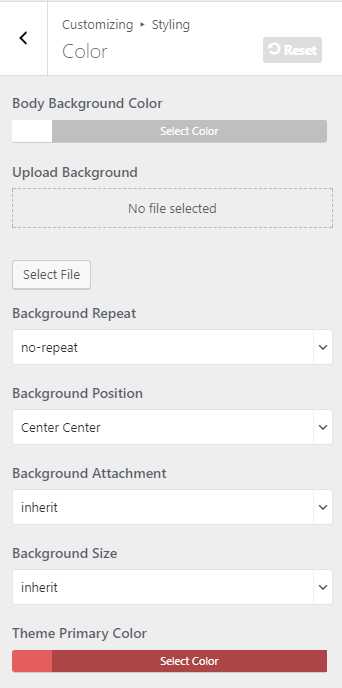 Customizing ▸ Styling
Color
Reset
Body Background Color
Select Color
Upload Background
No file selected
Select File
Background Repeat
no-repeat
Background Position
Center Center
Background Attachment
inherit
Background Size
inherit
Theme Primary Color
Select Color